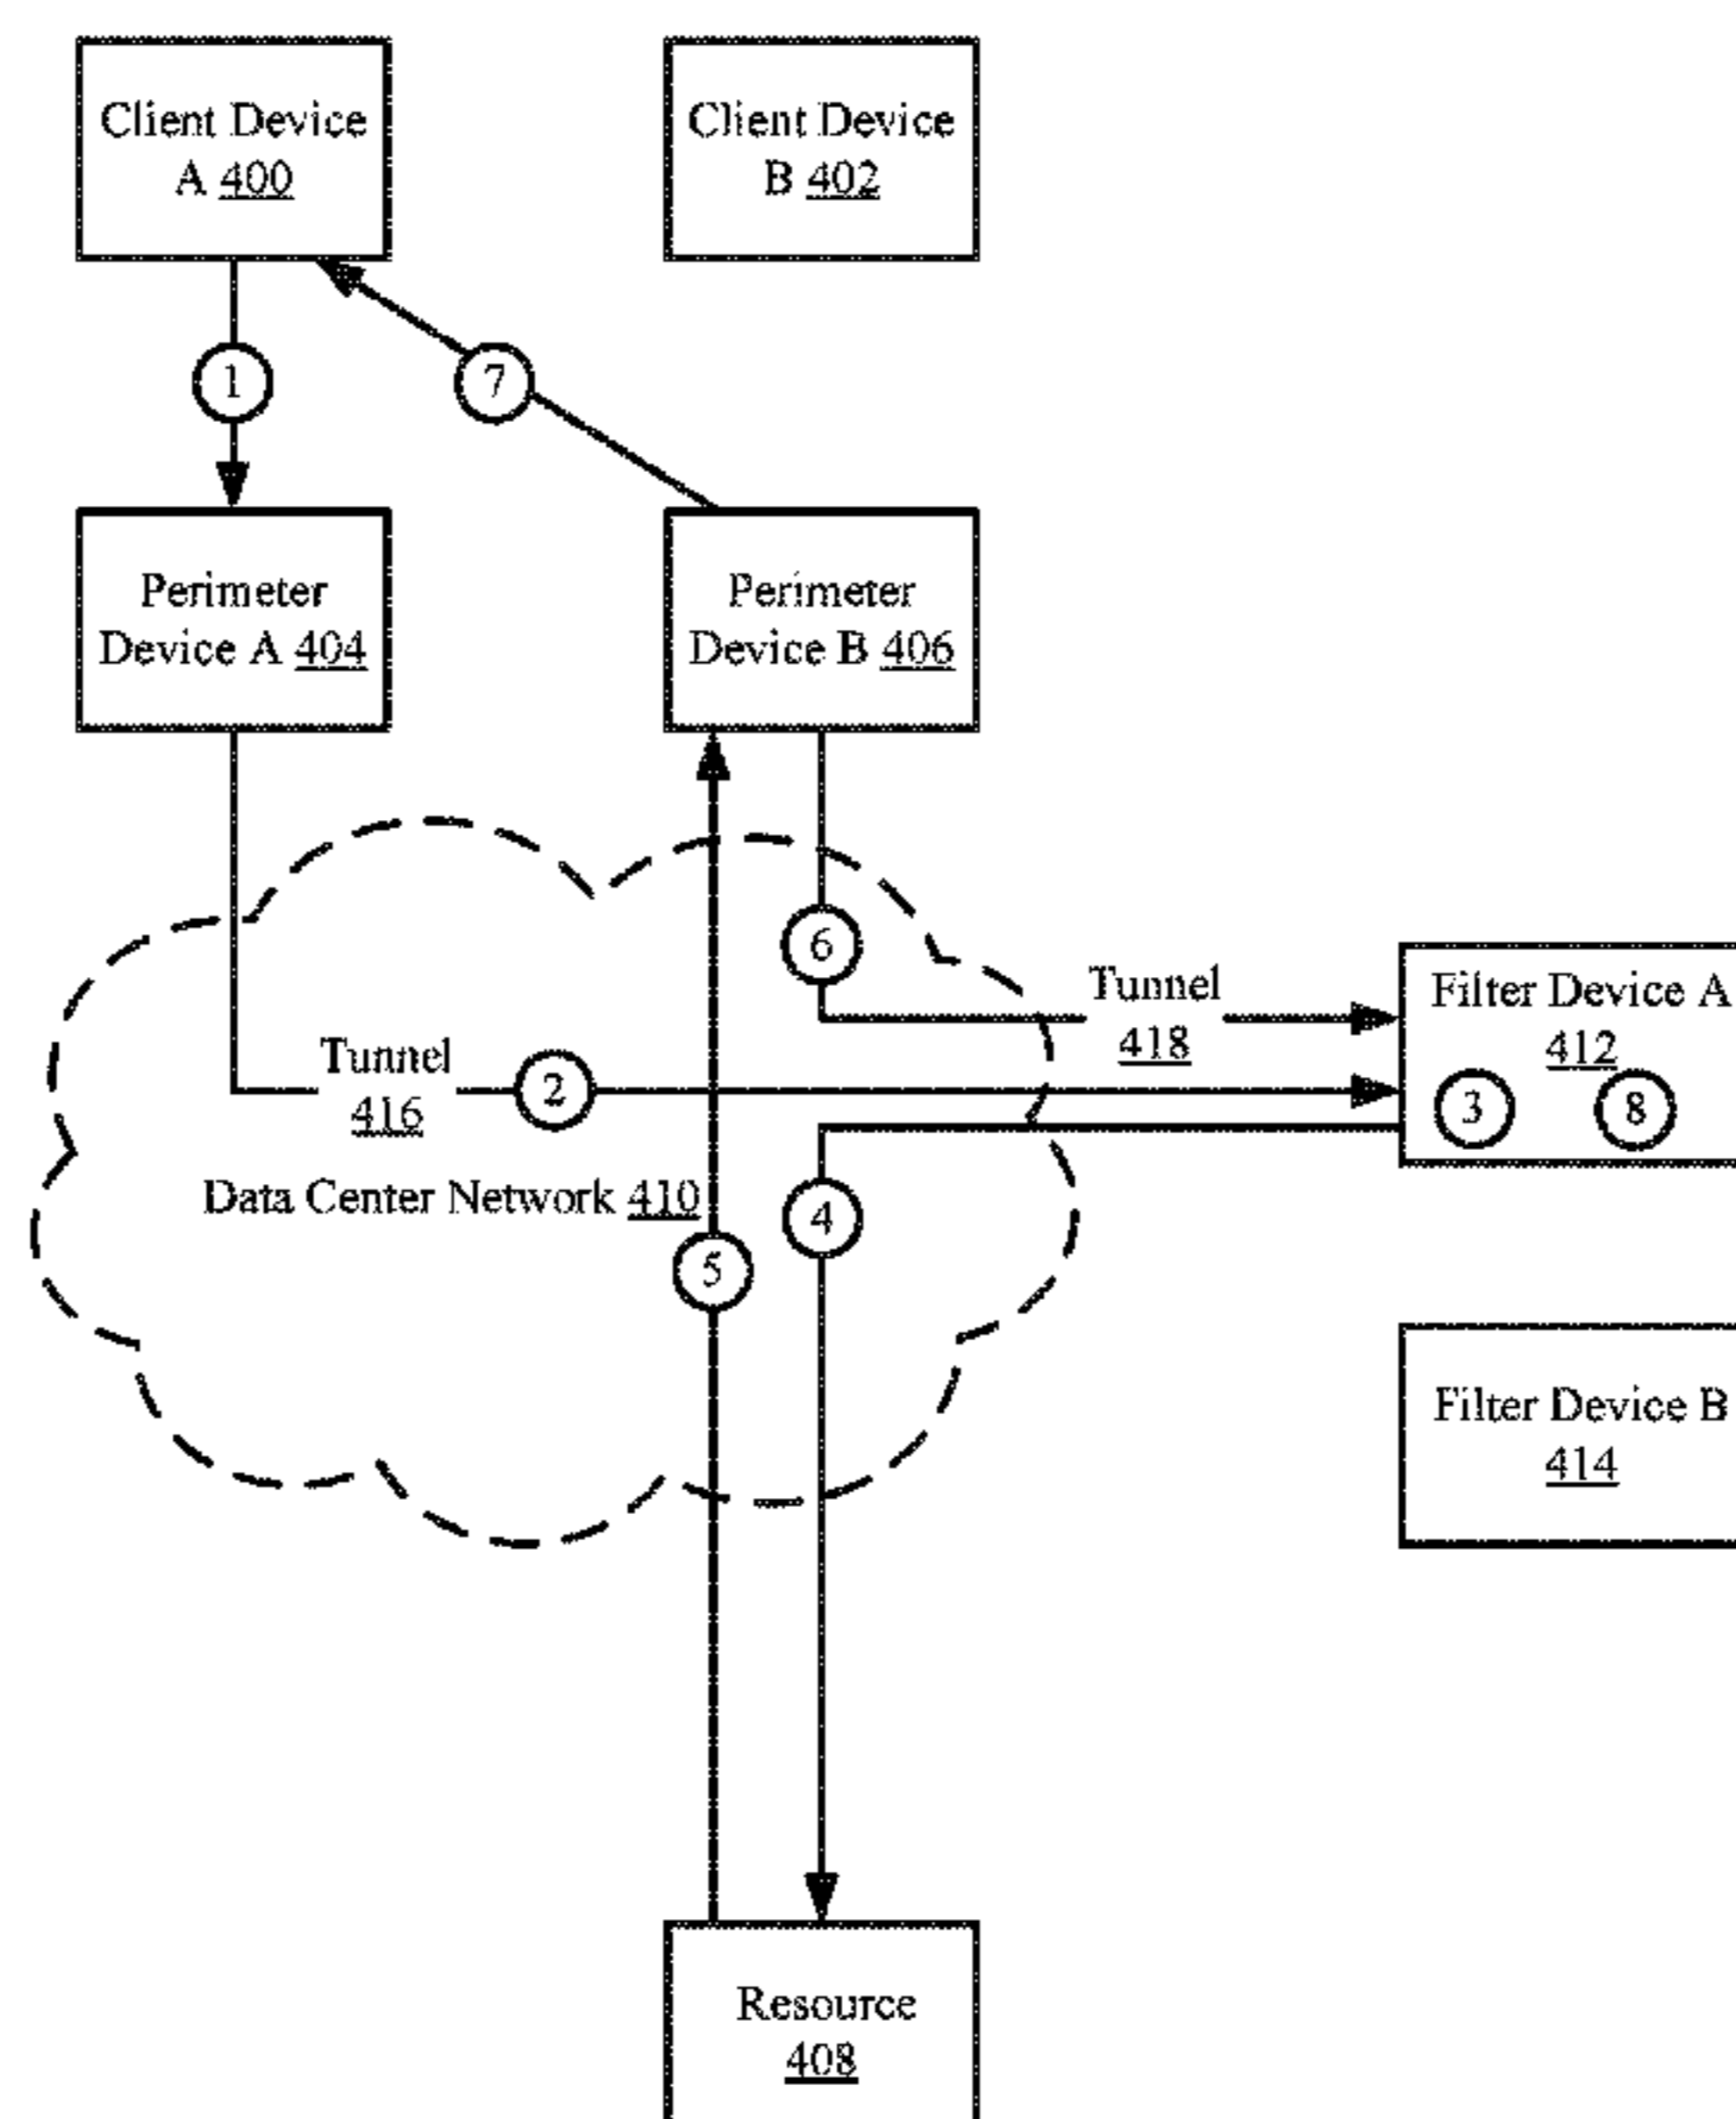 Client Device
A 400
Client Device
B 402
1
7
Perimeter
Device A 404
Perimeter
Device B 406
6
Tunnel
418
Filter Device A
412
3
8
Tunnel
416
2
Data Center Network 410
4
5
Filter Device B
414
Resource
408